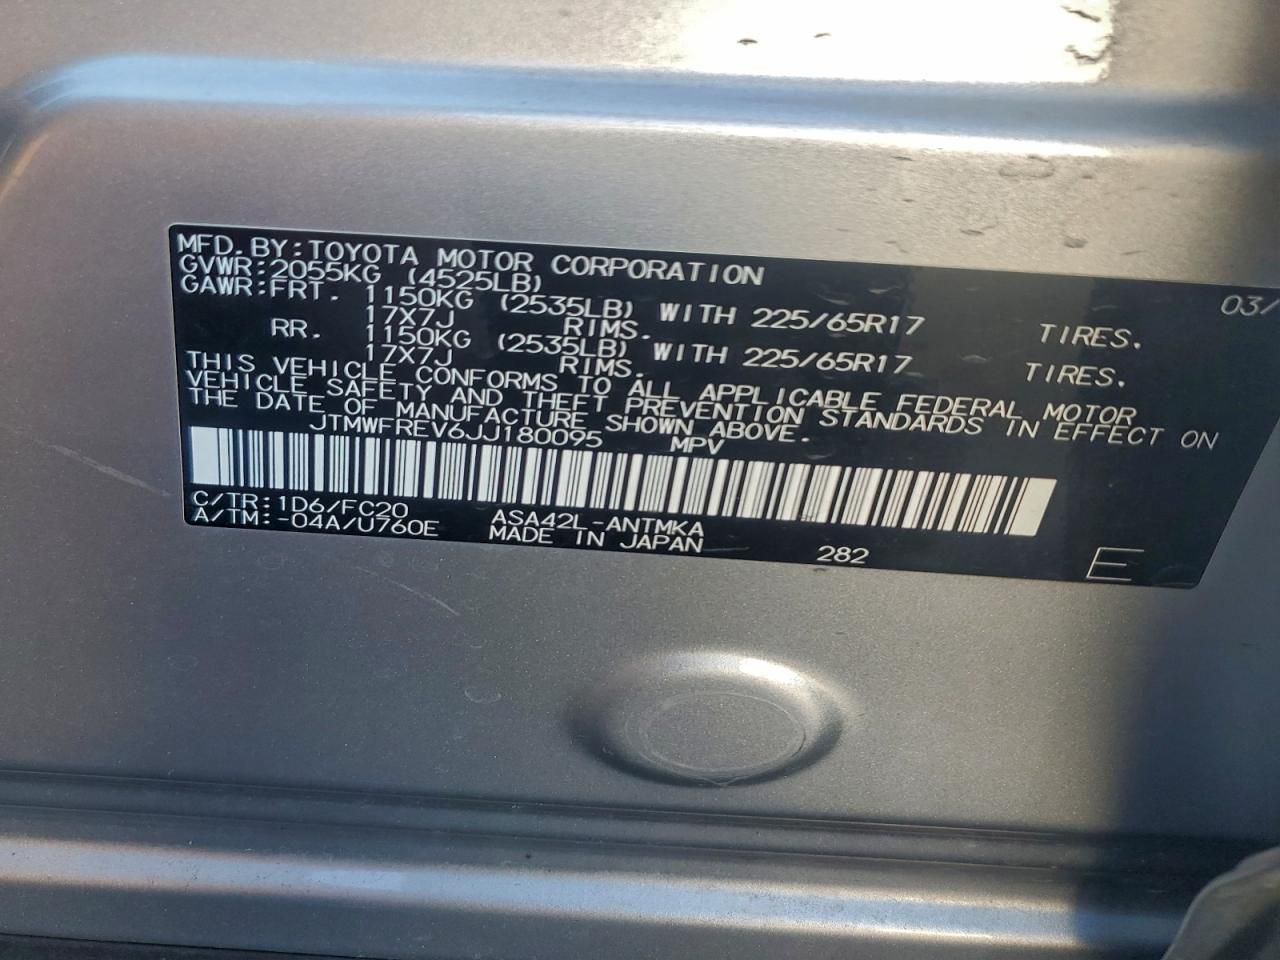 MFD. BY: TOYOTA MOTOR CORPORATION 03/
GVWR: 2055KG (4525LB)
GAWR: FRT. 1150KG (2535LB) WITH 225/65R17 TIRES.
17X7J RIMS.
RR. 1150KG (2535LB) WITH 225/65R17 TIRES.
17X7J RIMS.
THIS VEHICLE CONFORMS TO ALL APPLICABLE FEDERAL MOTOR
VEHICLE SAFETY AND THEFT PREVENTION STANDARDS IN EFFECT ON
THE DATE OF MANUFACTURE SHOWN ABOVE.
JTMWFREV6JJ180095 MPV
C/TR: 1D6/FC20 ASA42L-ANTMKA
A/TM: -04A/U760E MADE IN JAPAN 282 E